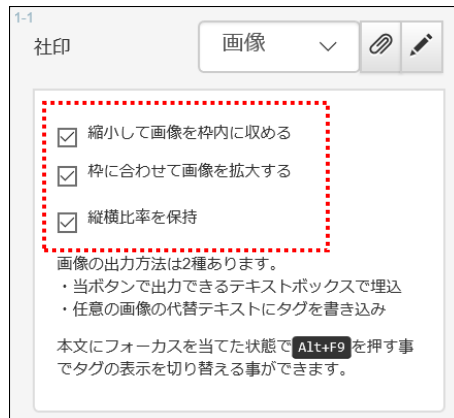 1-1
社印 画像
縮小して画像を枠内に収める
枠に合わせて画像を拡大する
縦横比率を保持
画像の出力方法は2種あります。
・当ボタンで出力できるテキストボックスで埋込
・任意の画像の代替テキストにタグを書き込み
本文にフォーカスを当てた状態で Alt+F9 を押す事
でタグの表示を切り替える事ができます。